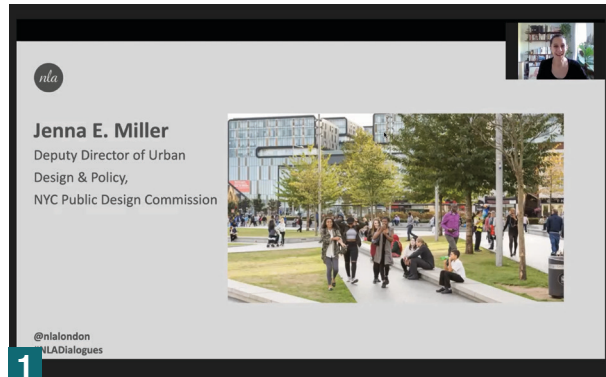 nla
Jenna E. Miller
Deputy Director of Urban
Design & Policy,
NYC Public Design Commission
@nlalondon
NLADialogues
1